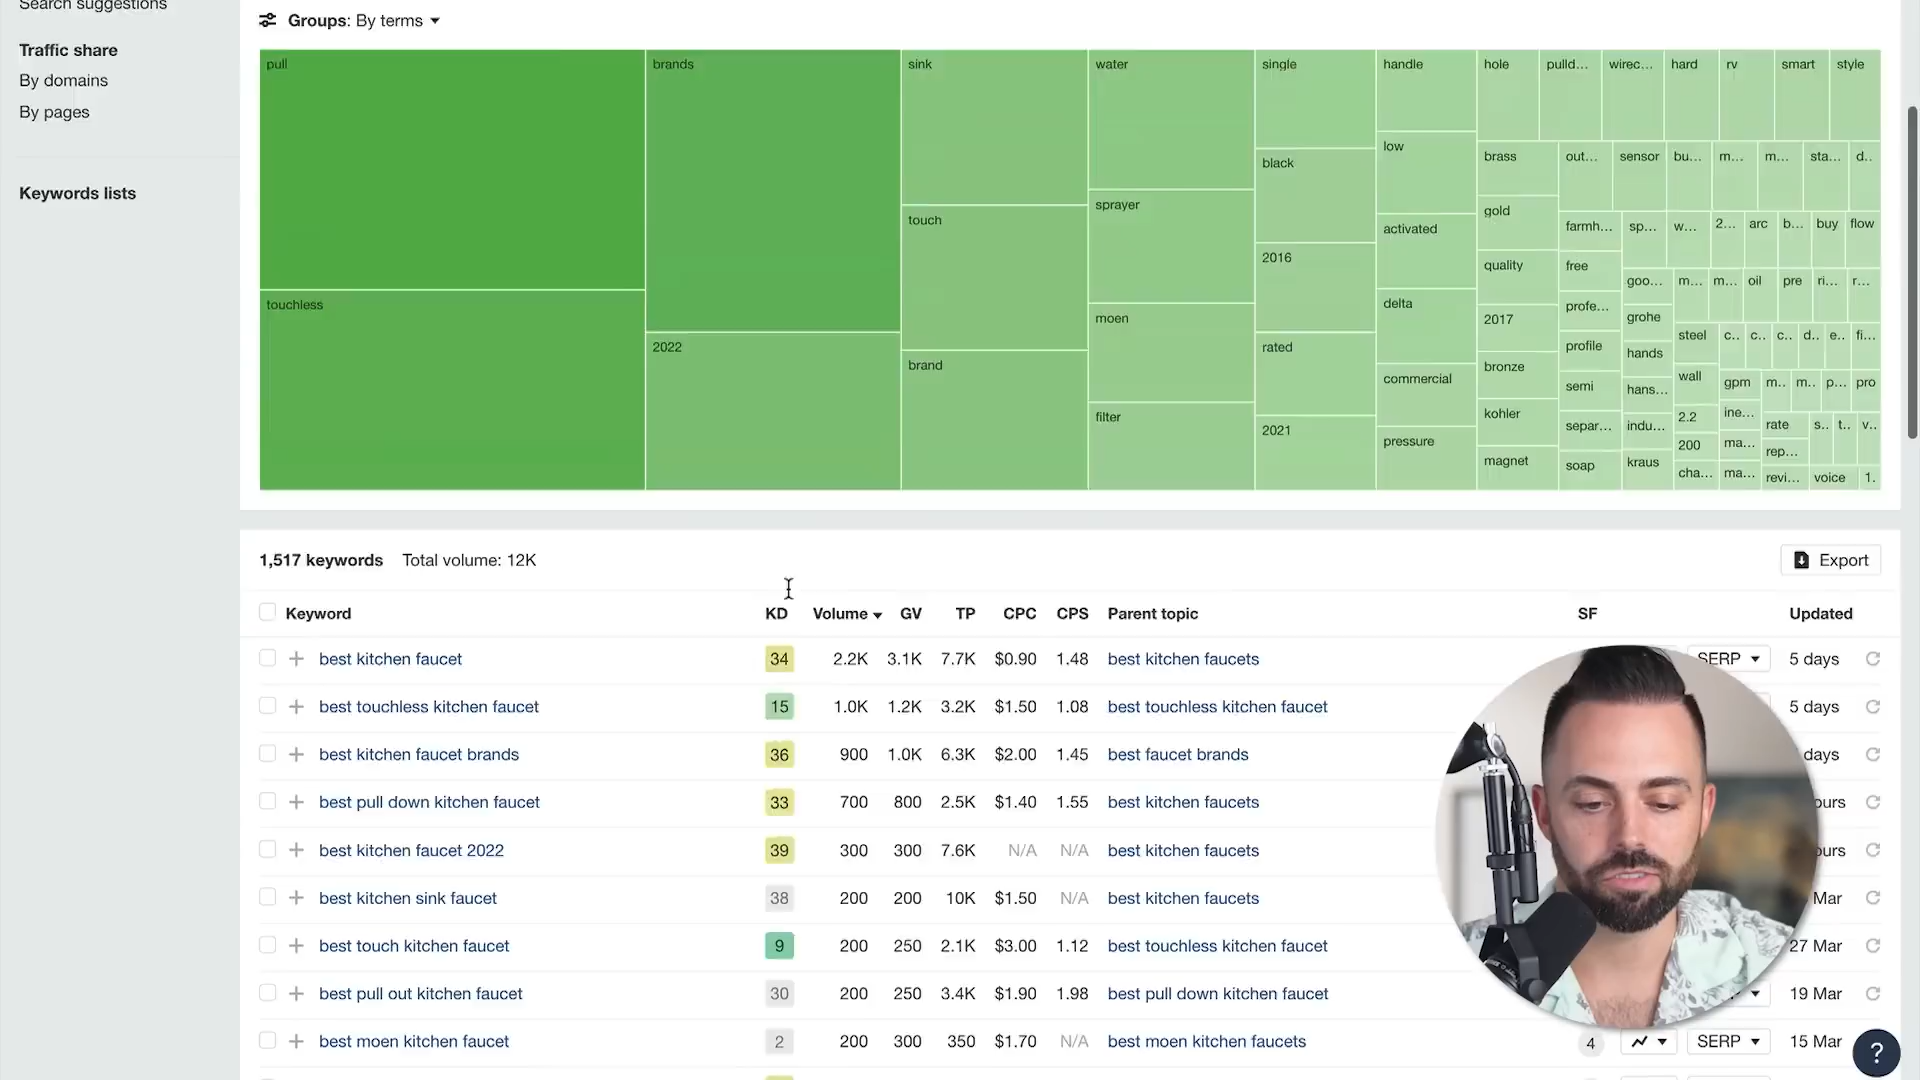 Search suggestions
Traffic share
By domains
By pages
Keywords lists
Groups: By terms
pull
brands
sink
water
single
handle
hole
pulld...
wirec...
hard
rv
smart
style
touchless
2022
touch
brand
sprayer
moen
filter
black
2016
rated
2021
low
activated
delta
commercial
pressure
brass
gold
quality
2017
bronze
kohler
magnet
out...
sensor
bu...
m...
m...
sta...
d..
farmh...
sp...
w...
2...
arc
b...
buy
flow
free
profe...
profile
semi
separ...
soap
goo...
grohe
hands
hans...
indu...
kraus
m...
m...
oil
pre
ri...
r...
steel
c..
c..
c..
d..
e..
fi...
wall
gpm
m..
m..
p...
pro
2.2
ine...
rate
s..
t..
v..
200
ma...
rep...
cha...
ma...
revi...
voice
1.
1,517 keywords Total volume: 12K Export
Keyword KD Volume GV TP CPC CPS Parent topic SF Updated
best kitchen faucet 34 2.2K 3.1K 7.7K $0.90 1.48 best kitchen faucets SERP 5 days
best touchless kitchen faucet 15 1.0K 1.2K 3.2K $1.50 1.08 best touchless kitchen faucet 5 days
best kitchen faucet brands 36 900 1.0K 6.3K $2.00 1.45 best faucet brands days
best pull down kitchen faucet 33 700 800 2.5K $1.40 1.55 best kitchen faucets ours
best kitchen faucet 2022 39 300 300 7.6K N/A N/A best kitchen faucets ours
best kitchen sink faucet 38 200 200 10K $1.50 N/A best kitchen faucets Mar
best touch kitchen faucet 9 200 250 2.1K $3.00 1.12 best touchless kitchen faucet 27 Mar
best pull out kitchen faucet 30 200 250 3.4K $1.90 1.98 best pull down kitchen faucet 19 Mar
best moen kitchen faucet 2 200 300 350 $1.70 N/A best moen kitchen faucets 4 SERP 15 Mar
?